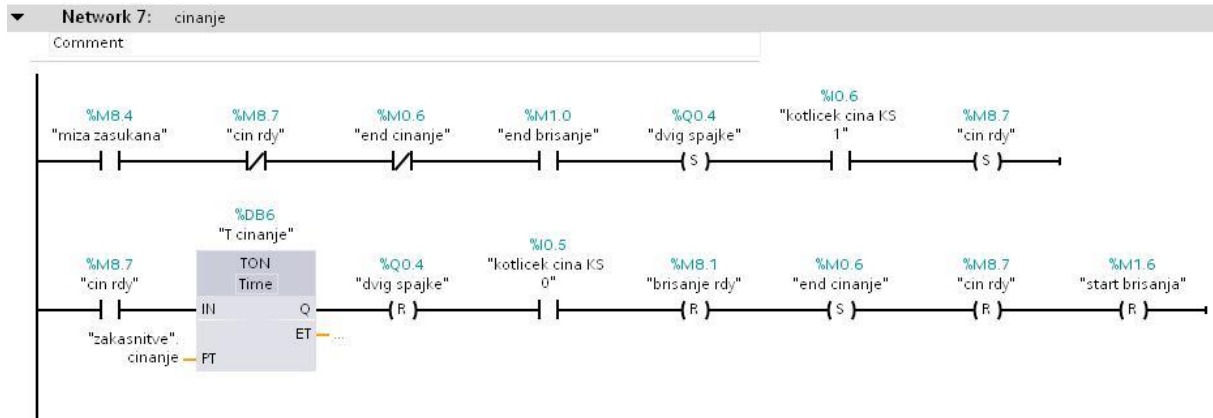 Network 7: cinanje
Comment
%M8.4
"miza zasukana"
%M8.7
"cin rdy"
%M0.6
"end cinanje"
%M1.0
"end brisanje"
%Q0.4
"dvig spajke"
S
%I0.6
"kotlicek cina KS
1"
%M8.7
"cin rdy"
S
%M8.7
"cin rdy"
%DB6
"T cinanje"
TON
Time
IN
Q
ET
...
"zakasnitve".
cinanje
PT
%Q0.4
"dvig spajke"
R
%I0.5
"kotlicek cina KS
0"
%M8.1
"brisanje rdy"
R
%M0.6
"end cinanje"
S
%M8.7
"cin rdy"
R
%M1.6
"start brisanja"
R